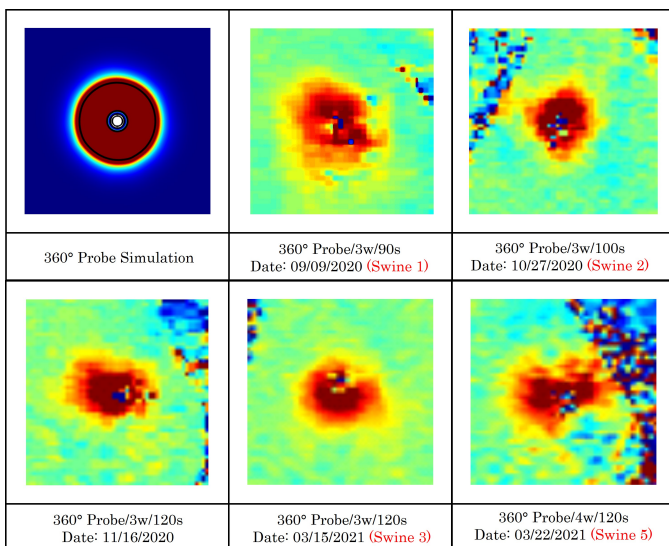 360° Probe Simulation
360° Probe/3w/90s
Date: 09/09/2020 (Swine 1)
360° Probe/3w/100s
Date: 10/27/2020 (Swine 2)
360° Probe/3w/120s
Date: 11/16/2020
360° Probe/3w/120s
Date: 03/15/2021 (Swine 3)
360° Probe/4w/120s
Date: 03/22/2021 (Swine 5)